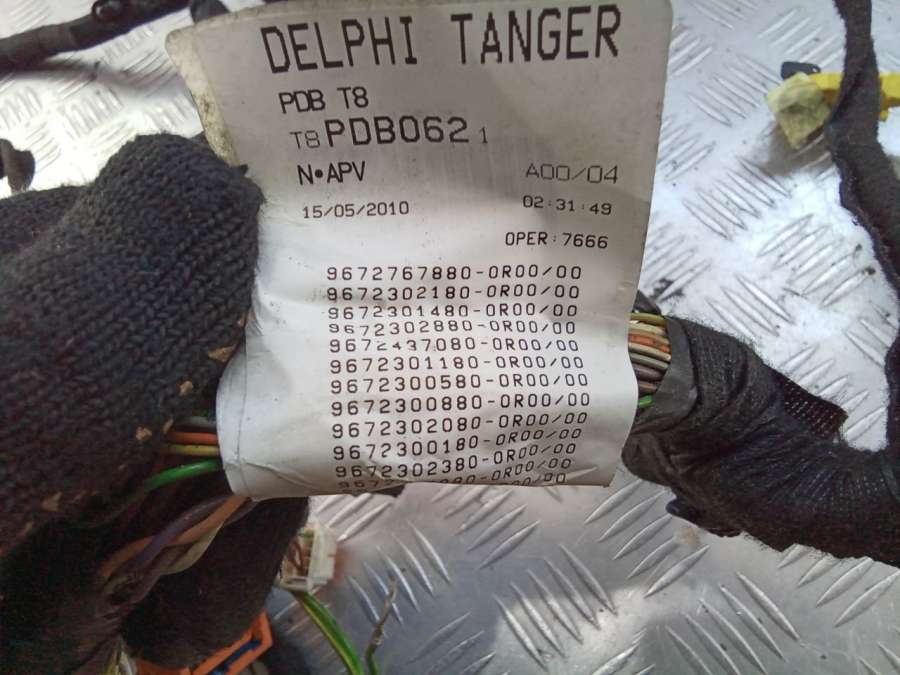 DELPHI TANGER
PDB T8
T8 PDB062 1
N•APV A00/04
15/05/2010 02:31:49
OPER:7666
9672767880-0R00/00
9672302180-0R00/00
9672301480-0R00/00
9672302880-0R00/00
9672437080-0R00/00
9672301180-0R00/00
9672300580-0R00/00
9672300880-0R00/00
9672302080-0R00/00
9672300180-0R00/00
9672302380-0R00/00